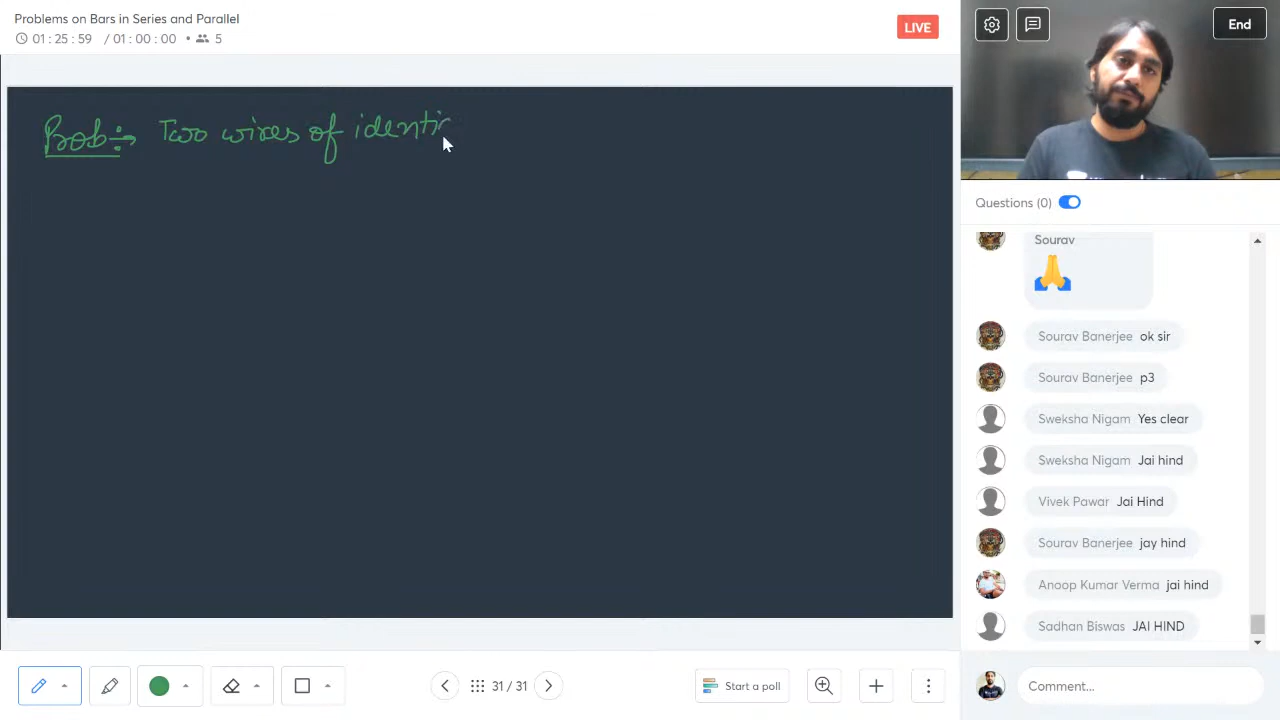 Problems on Bars in Series and Parallel
01 : 25 : 59 / 01 : 00 : 00 • 5
LIVE
End
Prob:→ Two wires of identi
Questions (0)
Sourav
Sourav Banerjee ok sir
Sourav Banerjee p3
Sweksha Nigam Yes clear
Sweksha Nigam Jai hind
Vivek Pawar Jai Hind
Sourav Banerjee jay hind
Anoop Kumar Verma jai hind
Sadhan Biswas JAI HIND
31 / 31
Start a poll
Comment...